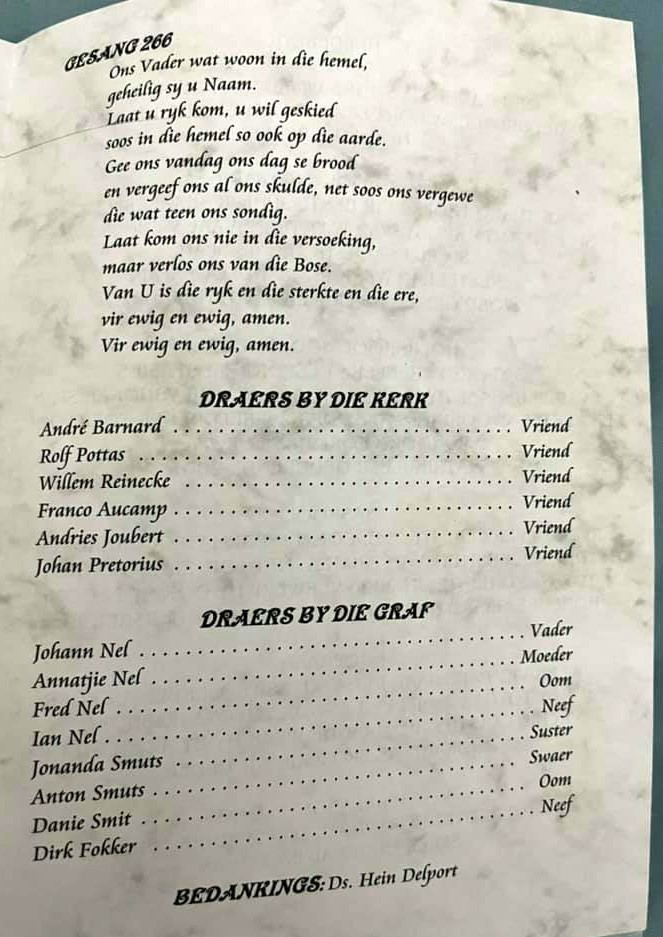 GESANG 266
Ons Vader wat woon in die hemel,
geheilig sy u Naam.
Laat u ryk kom, u wil geskied
soos in die hemel so ook op die aarde.
Gee ons vandag ons dag se brood
en vergeef ons al ons skulde, net soos ons vergewe
die wat teen ons sondig.
Laat kom ons nie in die versoeking,
maar verlos ons van die Bose.
Van U is die ryk en die sterkte en die ere,
vir ewig en ewig, amen.
Vir ewig en ewig, amen.
DRAERS BY DIE KERK
André Barnard . . . . . . . . . . . . . . . . . . . . . . . . . . . . . . Vriend
Rolf Pottas . . . . . . . . . . . . . . . . . . . . . . . . . . . . . . . . . Vriend
Willem Reinecke . . . . . . . . . . . . . . . . . . . . . . . . . . . . . Vriend
Franco Aucamp . . . . . . . . . . . . . . . . . . . . . . . . . . . . . . Vriend
Andries Joubert . . . . . . . . . . . . . . . . . . . . . . . . . . . . . . Vriend
Johan Pretorius . . . . . . . . . . . . . . . . . . . . . . . . . . . . . . Vriend
DRAERS BY DIE GRAF
Johann Nel . . . . . . . . . . . . . . . . . . . . . . . . . . . . . . . . . . Vader
Annatjie Nel . . . . . . . . . . . . . . . . . . . . . . . . . . . . . . . . Moeder
Fred Nel . . . . . . . . . . . . . . . . . . . . . . . . . . . . . . . . . . . . Oom
Ian Nel . . . . . . . . . . . . . . . . . . . . . . . . . . . . . . . . . . . . . . Neef
Jonanda Smuts . . . . . . . . . . . . . . . . . . . . . . . . . . . . . . . Suster
Anton Smuts . . . . . . . . . . . . . . . . . . . . . . . . . . . . . . . . Swaer
Danie Smit . . . . . . . . . . . . . . . . . . . . . . . . . . . . . . . . . . Oom
Dirk Fokker . . . . . . . . . . . . . . . . . . . . . . . . . . . . . . . . . . Neef
BEDANKINGS: Ds. Hein Delport